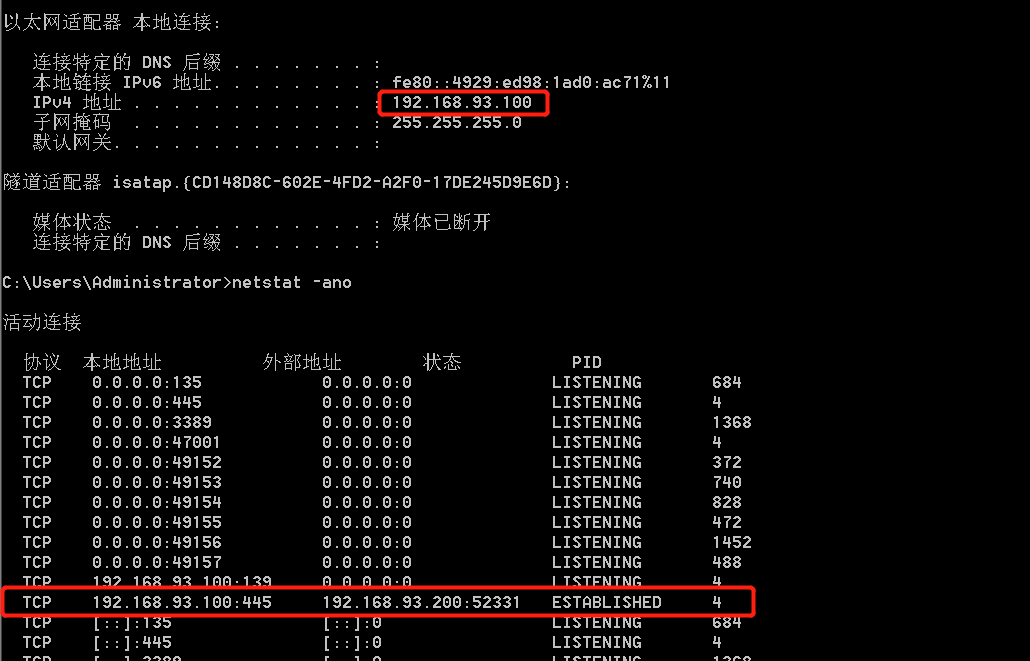 以太网适配器 本地连接:
连接特定的 DNS 后缀 . . . . . . . :
本地链接 IPv6 地址. . . . . . . . : fe80::4929:ed98:1ad0:ac71%11
IPv4 地址 . . . . . . . . . . . . : 192.168.93.100
子网掩码 . . . . . . . . . . . . : 255.255.255.0
默认网关. . . . . . . . . . . . . :
隧道适配器 isatap.{CD148D8C-602E-4FD2-A2F0-17DE245D9E6D}:
媒体状态 . . . . . . . . . . . . : 媒体已断开
连接特定的 DNS 后缀 . . . . . . . :
C:\Users\Administrator>netstat -ano
活动连接
协议 本地地址 外部地址 状态 PID
TCP 0.0.0.0:135 0.0.0.0:0 LISTENING 684
TCP 0.0.0.0:445 0.0.0.0:0 LISTENING 4
TCP 0.0.0.0:3389 0.0.0.0:0 LISTENING 1368
TCP 0.0.0.0:47001 0.0.0.0:0 LISTENING 4
TCP 0.0.0.0:49152 0.0.0.0:0 LISTENING 372
TCP 0.0.0.0:49153 0.0.0.0:0 LISTENING 740
TCP 0.0.0.0:49154 0.0.0.0:0 LISTENING 828
TCP 0.0.0.0:49155 0.0.0.0:0 LISTENING 472
TCP 0.0.0.0:49156 0.0.0.0:0 LISTENING 1452
TCP 0.0.0.0:49157 0.0.0.0:0 LISTENING 488
TCP 192.168.93.100:139 0.0.0.0:0 LISTENING 4
TCP 192.168.93.100:445 192.168.93.200:52331 ESTABLISHED 4
TCP [::]:135 [::]:0 LISTENING 684
TCP [::]:445 [::]:0 LISTENING 4
TCP [::]:3389 [::]:0 LISTENING 1368